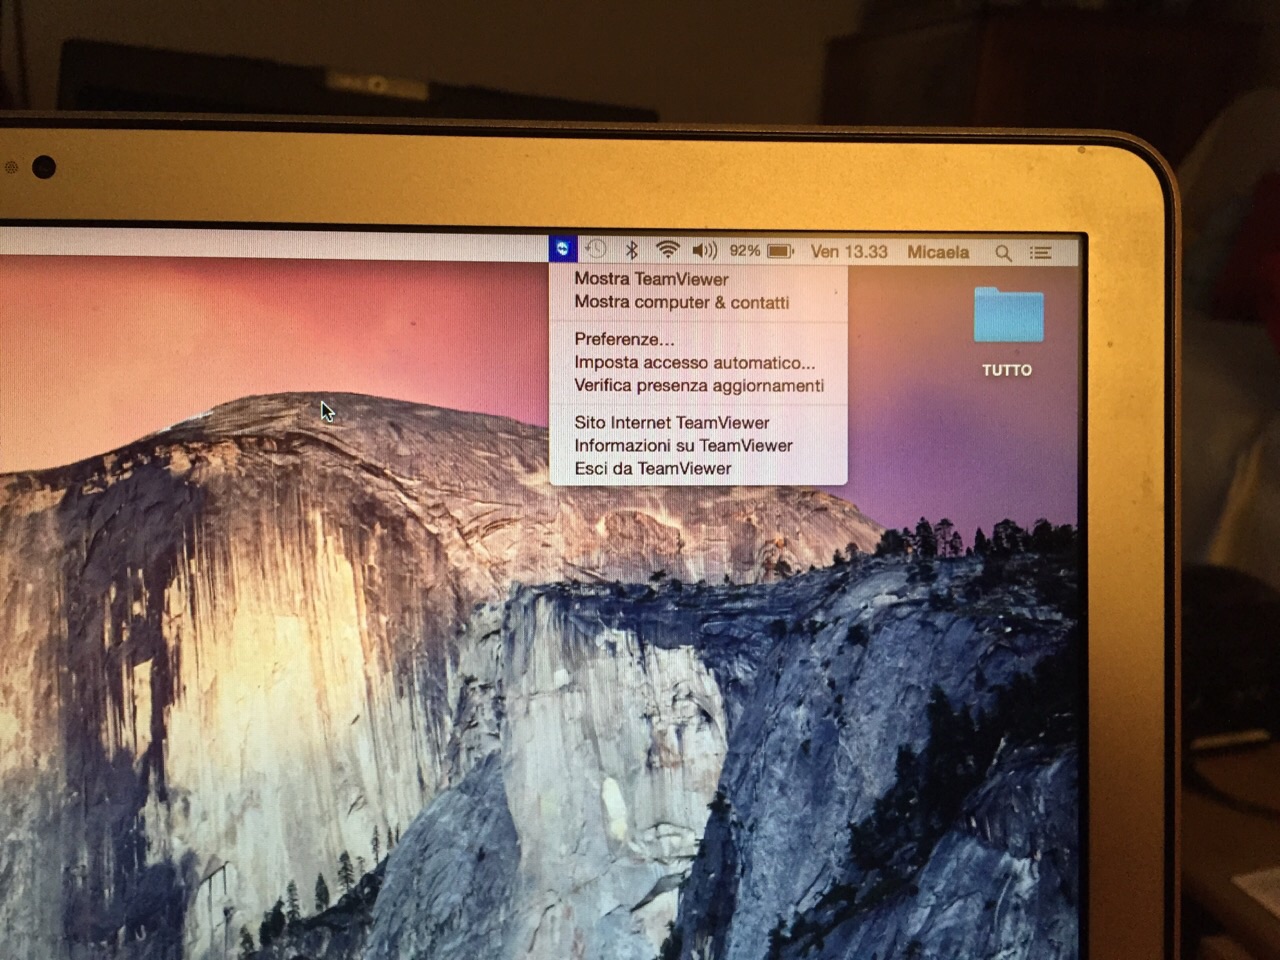 92% Ven 13.33 Micaela
Mostra TeamViewer
Mostra computer & contatti
Preferenze...
Imposta accesso automatico...
Verifica presenza aggiornamenti
Sito Internet TeamViewer
Informazioni su TeamViewer
Esci da TeamViewer
TUTTO